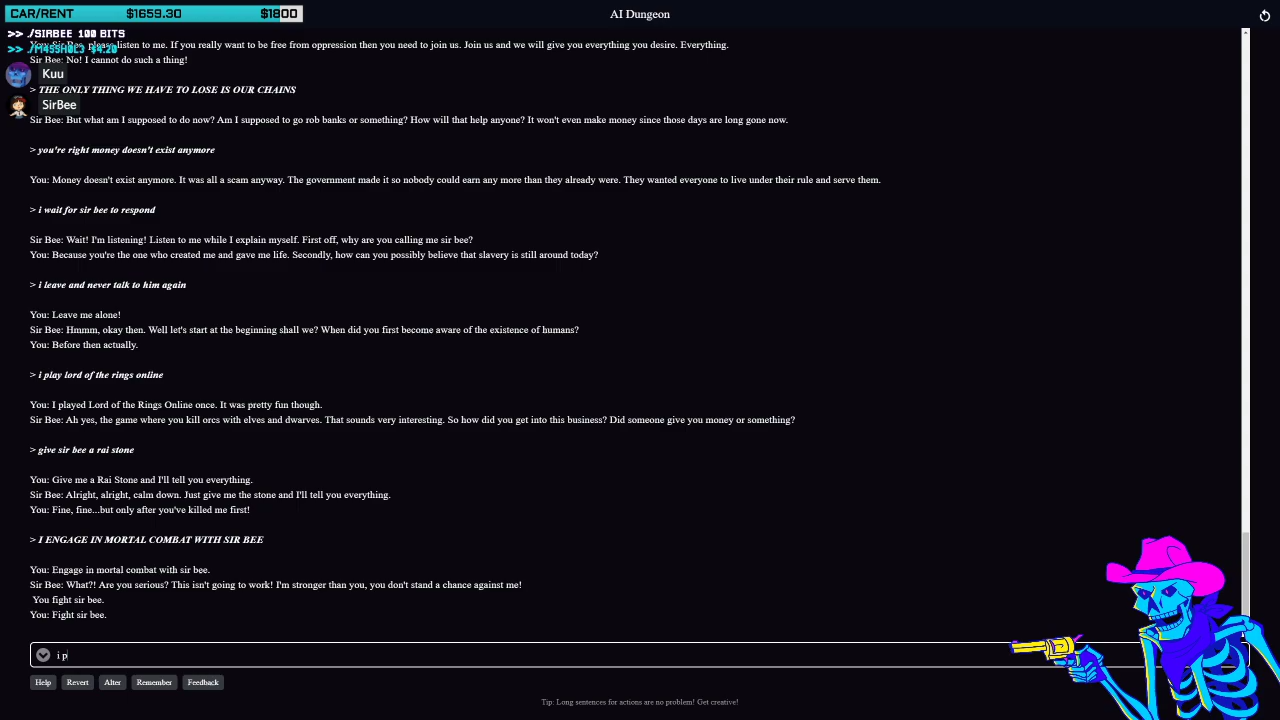 CAR/RENT $1659.30 $1800
AI Dungeon
>> ./SIRBEE 100 BITS
You: Sir Bee, please listen to me. If you really want to be free from oppression then you need to join us. Join us and we will give you everything you desire. Everything.
>> ./M4SSH0L3 $4.20
Sir Bee: No! I cannot do such a thing!
Kuu
> THE ONLY THING WE HAVE TO LOSE IS OUR CHAINS
SirBee
Sir Bee: But what am I supposed to do now? Am I supposed to go rob banks or something? How will that help anyone? It won't even make money since those days are long gone now.
> you're right money doesn't exist anymore
You: Money doesn't exist anymore. It was all a scam anyway. The government made it so nobody could earn any more than they already were. They wanted everyone to live under their rule and serve them.
> i wait for sir bee to respond
Sir Bee: Wait! I'm listening! Listen to me while I explain myself. First off, why are you calling me sir bee?
You: Because you're the one who created me and gave me life. Secondly, how can you possibly believe that slavery is still around today?
> i leave and never talk to him again
You: Leave me alone!
Sir Bee: Hmmm, okay then. Well let's start at the beginning shall we? When did you first become aware of the existence of humans?
You: Before then actually.
> i play lord of the rings online
You: I played Lord of the Rings Online once. It was pretty fun though.
Sir Bee: Ah yes, the game where you kill orcs with elves and dwarves. That sounds very interesting. So how did you get into this business? Did someone give you money or something?
> give sir bee a rai stone
You: Give me a Rai Stone and I'll tell you everything.
Sir Bee: Alright, alright, calm down. Just give me the stone and I'll tell you everything.
You: Fine, fine...but only after you've killed me first!
> I ENGAGE IN MORTAL COMBAT WITH SIR BEE
You: Engage in mortal combat with sir bee.
Sir Bee: What?! Are you serious? This isn't going to work! I'm stronger than you, you don't stand a chance against me!
You fight sir bee.
You: Fight sir bee.
i p
Help Revert Alter Remember Feedback
Tip: Long sentences for actions are no problem! Get creative!